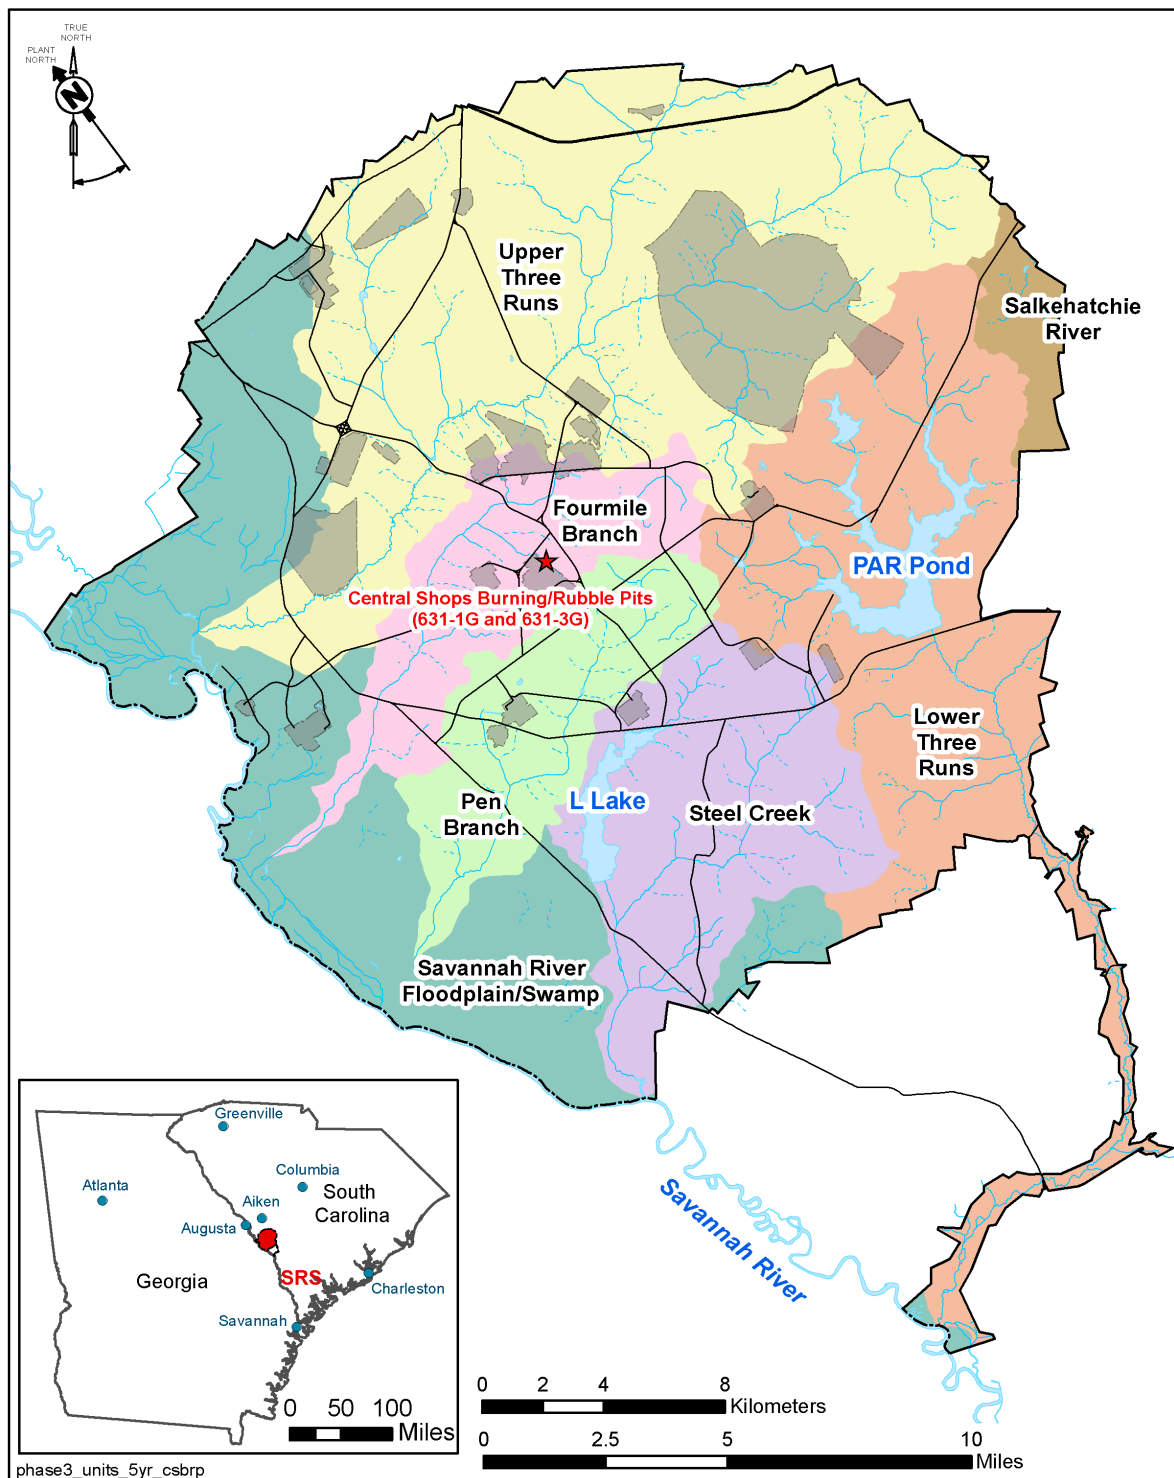 TRUE
NORTH
PLANT
NORTH
N
Upper
Three
Runs
Salkehatchie
River
Fourmile
Branch
PAR Pond
Central Shops Burning/Rubble Pits
(631-1G and 631-3G)
Lower
Three
Runs
Pen
Branch
L Lake
Steel Creek
Savannah River
Floodplain/Swamp
Savannah River
Greenville
Columbia
Atlanta
Aiken
South
Carolina
Augusta
Georgia
SRS
Charleston
Savannah
0 50 100
Miles
0 2 4 8
Kilometers
0 2.5 5 10
Miles
phase3_units_5yr_csbrp